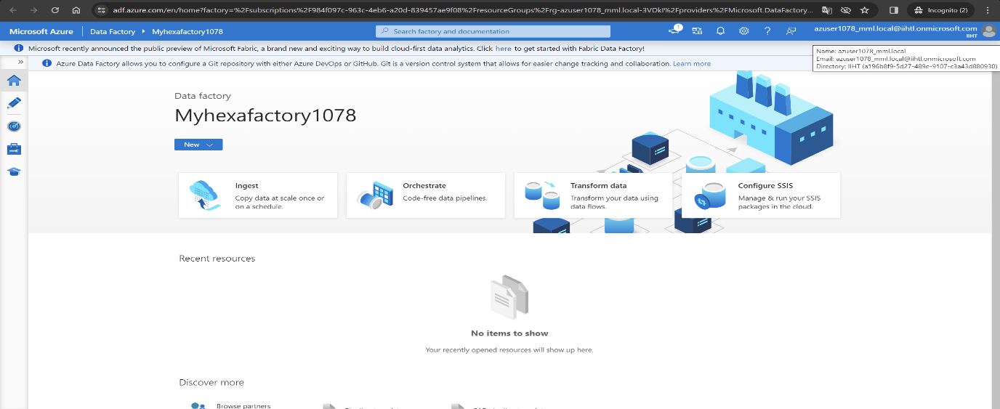 adf.azure.com/en/home?factory=%2Fsubscriptions%2F984f097c-963c-4eb6-a20d-839457ae9f08%2FresourceGroups%2Frg-azuser1078_mml.local-3VDkI%2Fproviders%2FMicrosoft.DataFactory...
Incognito (2)
Microsoft Azure
Data Factory
Myhexafactory1078
Search factory and documentation
1
azuser1078_mml.local@iihtl.onmicrosoft.com
IIHT
Microsoft recently announced the public preview of Microsoft Fabric, a brand new and exciting way to build cloud-first data analytics. Click here to get started with Fabric Data Factory!
Name: azuser1078_mml.local
Email: azuser1078_mml.local@iihtl.onmicrosoft.com
Directory: IIHT (a196b8f9-5d27-489e-9107-c3a43d880930)
Azure Data Factory allows you to configure a Git repository with either Azure DevOps or GitHub. Git is a version control system that allows for easier change tracking and collaboration. Learn more
Data factory
Myhexafactory1078
New
Ingest
Copy data at scale once or
on a schedule.
Orchestrate
Code-free data pipelines.
Transform data
Transform your data using
data flows.
Configure SSIS
Manage & run your SSIS
packages in the cloud.
Recent resources
No items to show
Your recently opened resources will show up here.
Discover more
Browse partners